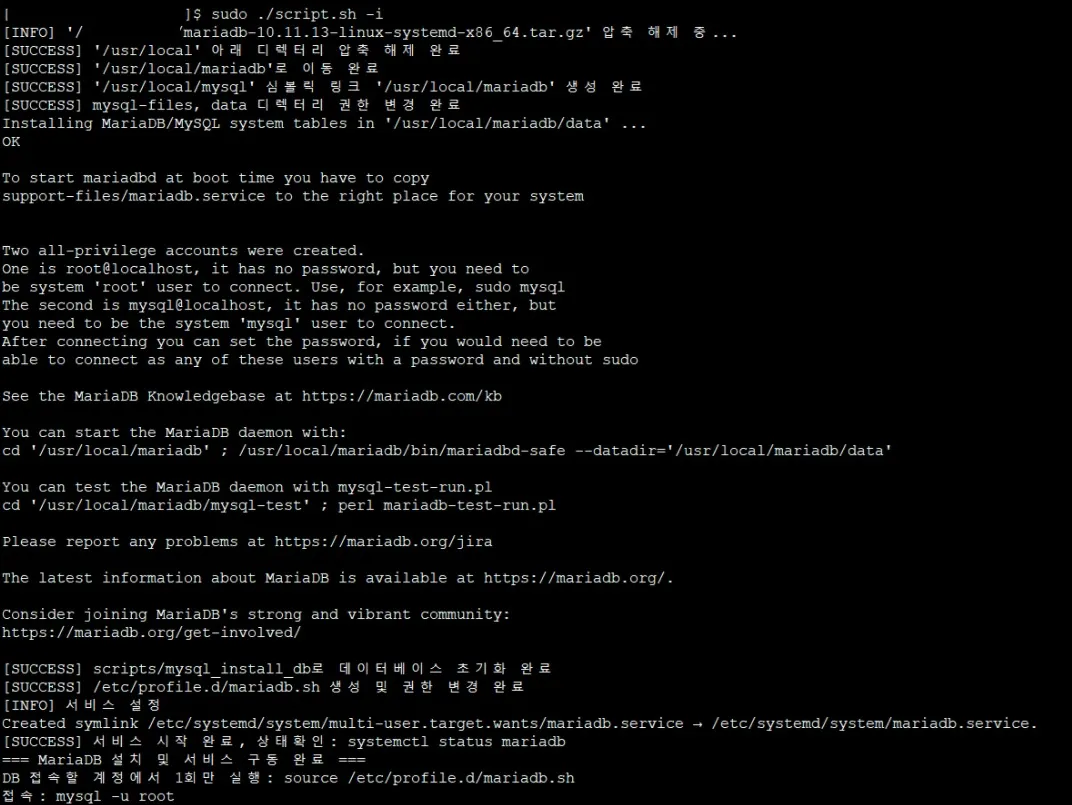 [ ]$ sudo ./script.sh -i
[INFO] '/ 'mariadb-10.11.13-linux-systemd-x86_64.tar.gz' 압축 해제 중...
[SUCCESS] '/usr/local' 아래 디렉터리 압축 해제 완료
[SUCCESS] '/usr/local/mariadb'로 이동 완료
[SUCCESS] '/usr/local/mysql' 심볼릭 링크 '/usr/local/mariadb' 생성 완료
[SUCCESS] mysql-files, data 디렉터리 권한 변경 완료
Installing MariaDB/MySQL system tables in '/usr/local/mariadb/data' ...
OK
To start mariadbd at boot time you have to copy
support-files/mariadb.service to the right place for your system
Two all-privilege accounts were created.
One is root@localhost, it has no password, but you need to
be system 'root' user to connect. Use, for example, sudo mysql
The second is mysql@localhost, it has no password either, but
you need to be the system 'mysql' user to connect.
After connecting you can set the password, if you would need to be
able to connect as any of these users with a password and without sudo
See the MariaDB Knowledgebase at https://mariadb.com/kb
You can start the MariaDB daemon with:
cd '/usr/local/mariadb' ; /usr/local/mariadb/bin/mariadbd-safe --datadir='/usr/local/mariadb/data'
You can test the MariaDB daemon with mysql-test-run.pl
cd '/usr/local/mariadb/mysql-test' ; perl mariadb-test-run.pl
Please report any problems at https://mariadb.org/jira
The latest information about MariaDB is available at https://mariadb.org/.
Consider joining MariaDB's strong and vibrant community:
https://mariadb.org/get-involved/
[SUCCESS] scripts/mysql_install_db로 데이터베이스 초기화 완료
[SUCCESS] /etc/profile.d/mariadb.sh 생성 및 권한 변경 완료
[INFO] 서비스 설정
Created symlink /etc/systemd/system/multi-user.target.wants/mariadb.service → /etc/systemd/system/mariadb.service.
[SUCCESS] 서비스 시작 완료, 상태확인: systemctl status mariadb
=== MariaDB 설치 및 서비스 구동 완료 ===
DB 접속할 계정에서 1회만 실행: source /etc/profile.d/mariadb.sh
접속: mysql -u root